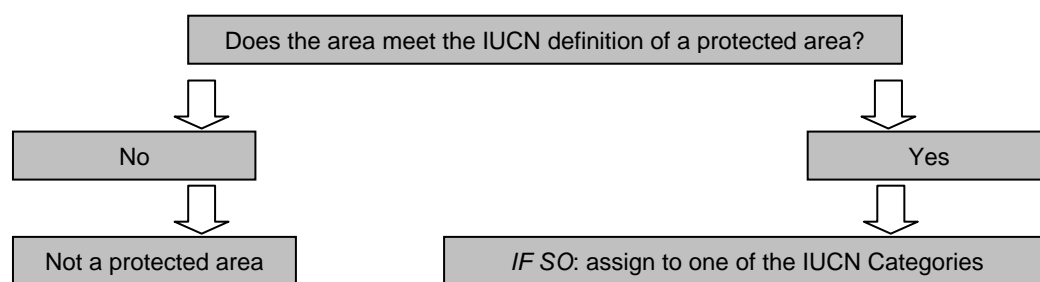 Does the area meet the IUCN definition of a protected area?
No
Yes
Not a protected area
IF SO: assign to one of the IUCN Categories